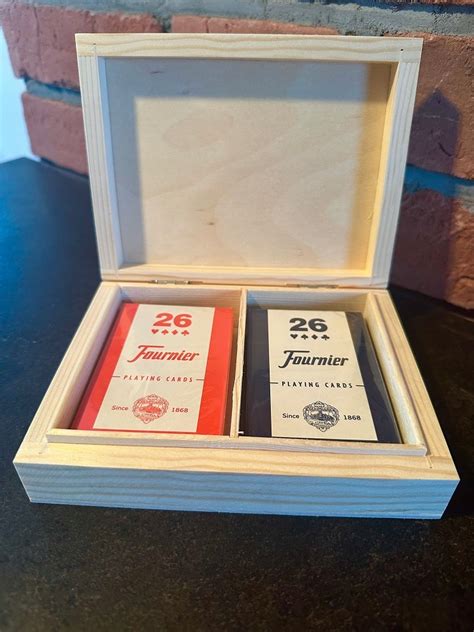 26
♥♠♦♣
Fournier
PLAYING CARDS
Since 1868
26
♥♠♦♣
Fournier
PLAYING CARDS
Since 1868